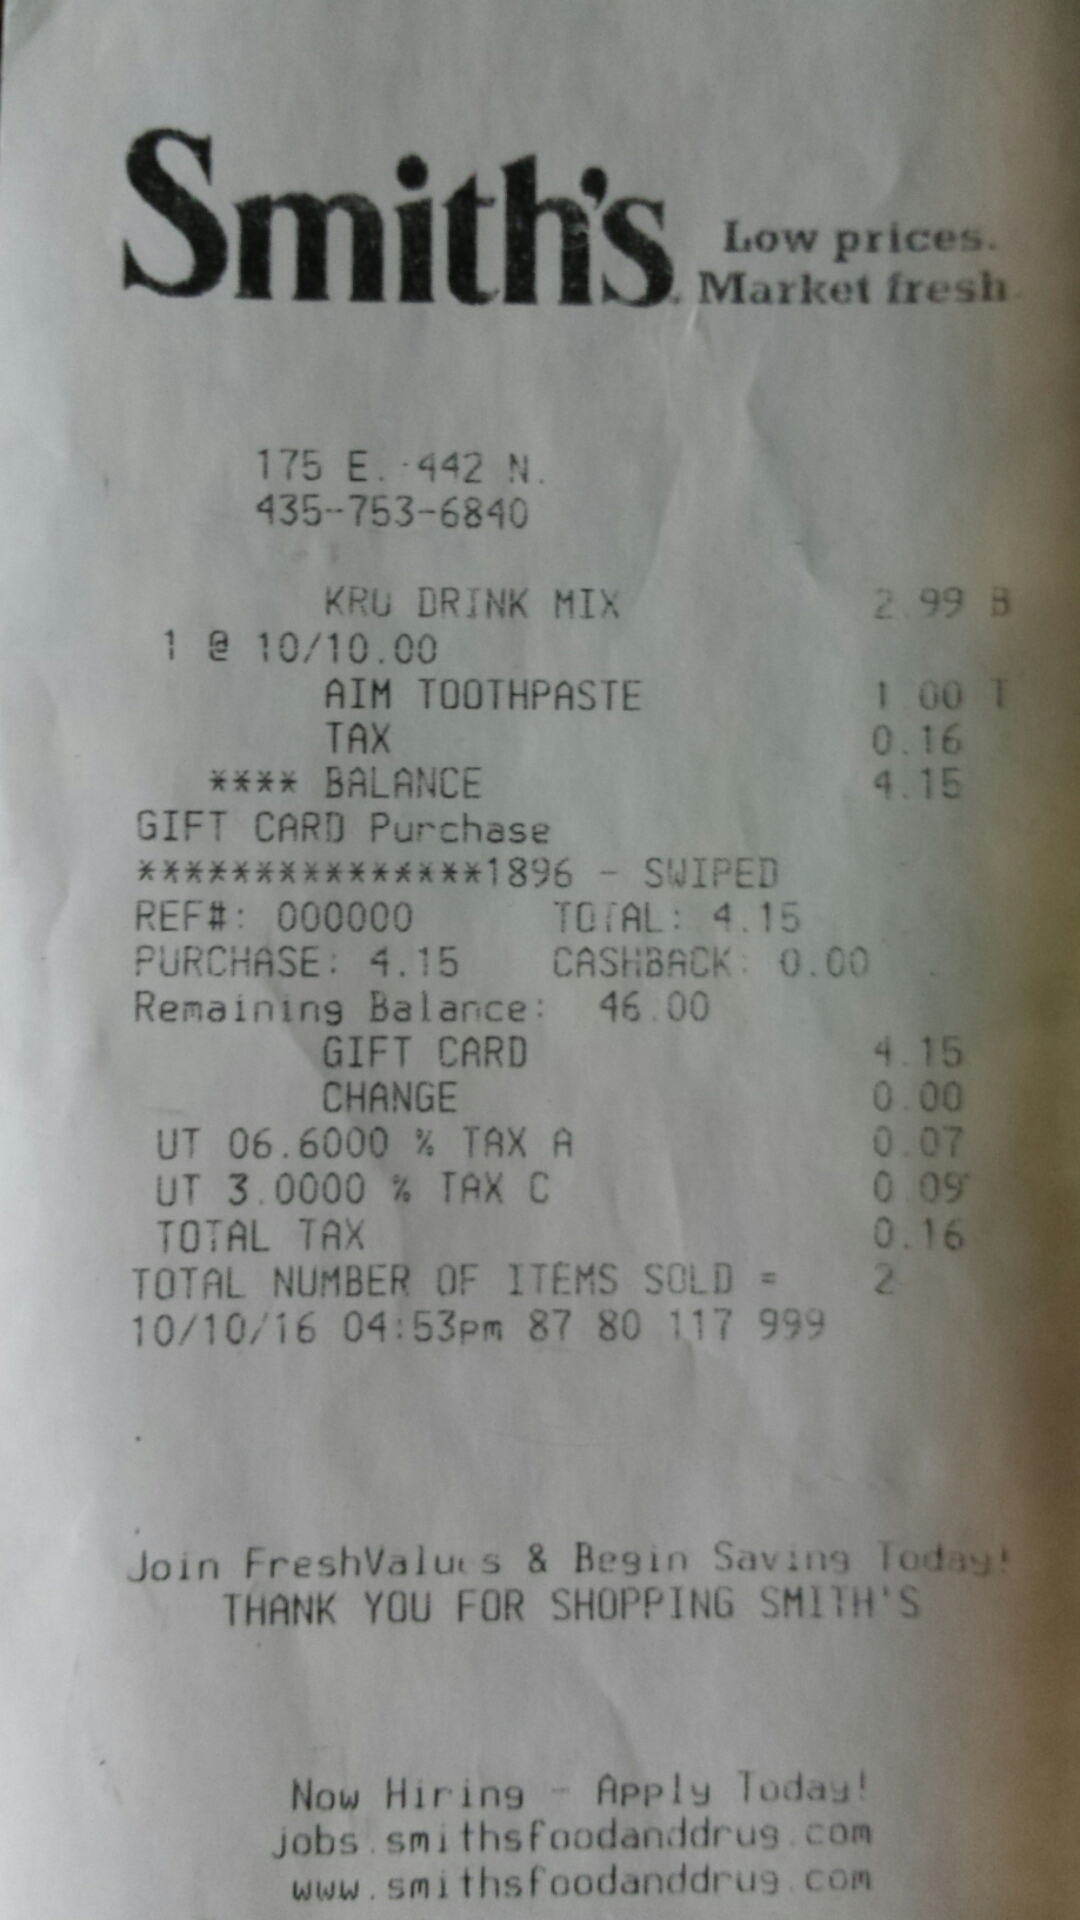 Smith's Low prices.
Market fresh.
175 E. 442 N.
435-753-6840
KRO DRINK MIX 2.99 B
1 @ 10/10.00
AIM TOOTHPASTE 1.00 T
TAX 0.16
**** BALANCE 4.15
GIFT CARD Purchase
***************1896 - SWIPED
REF#: 000000 TOTAL: 4.15
PURCHASE: 4.15 CASHBACK: 0.00
Remaining Balance: 46.00
GIFT CARD 4.15
CHANGE 0.00
UT 06.6000 % TAX A 0.07
UT 3.0000 % TAX C 0.09
TOTAL TAX 0.16
TOTAL NUMBER OF ITEMS SOLD = 2
10/10/16 04:53pm 87 80 117 999
Join FreshValues & Begin Saving Today!
THANK YOU FOR SHOPPING SMITH'S
Now Hiring - Apply Today!
jobs.smithsfoodanddrug.com
www.smithsfoodanddrug.com